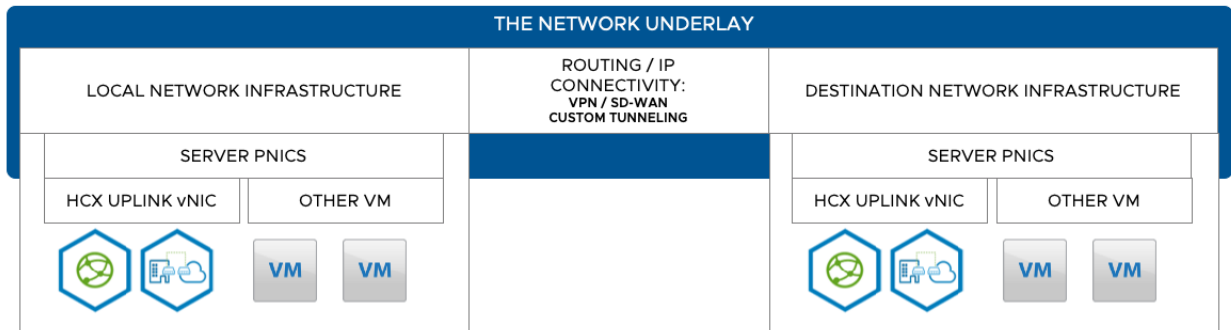 THE NETWORK UNDERLAY
LOCAL NETWORK INFRASTRUCTURE
ROUTING / IP
CONNECTIVITY:
VPN / SD-WAN
CUSTOM TUNNELING
DESTINATION NETWORK INFRASTRUCTURE
SERVER PNICS
SERVER PNICS
HCX UPLINK vNIC
OTHER VM
HCX UPLINK vNIC
OTHER VM
VM
VM
VM
VM